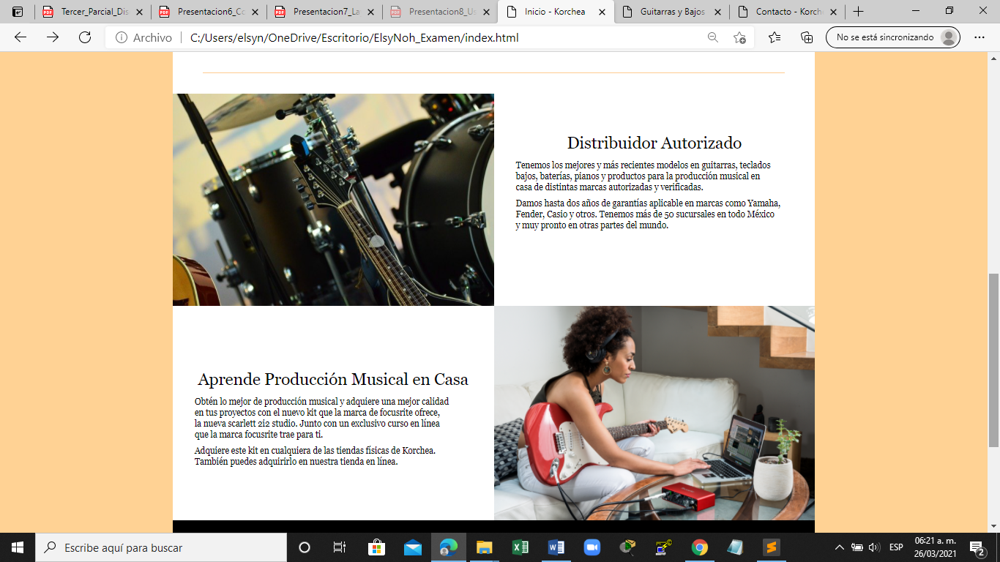 Tercer_Parcial_Dis
Presentacion6_Co
Presentacion7_La
Presentacion8_Us
Inicio - Korchea
Guitarras y Bajos
Contacto - Korch
Archivo
C:/Users/elsyn/OneDrive/Escritorio/ElsyNoh_Examen/index.html
No se está sincronizando
Distribuidor Autorizado
Tenemos los mejores y más recientes modelos en guitarras, teclados
bajos, baterías, pianos y productos para la producción musical en
casa de distintas marcas autorizadas y verificadas.
Damos hasta dos años de garantías aplicable en marcas como Yamaha,
Fender, Casio y otros. Tenemos más de 50 sucursales en todo México
y muy pronto en otras partes del mundo.
Aprende Producción Musical en Casa
Obtén lo mejor de producción musical y adquiere una mejor calidad
en tus proyectos con el nuevo kit que la marca de focusrite ofrece,
la nueva scarlett 2i2 studio. Junto con un exclusivo curso en línea
que la marca focusrite trae para ti.
Adquiere este kit en cualquiera de las tiendas físicas de Korchea.
También puedes adquirirlo en nuestra tienda en línea.
Escribe aquí para buscar
ESP
06:21 a. m.
26/03/2021
2